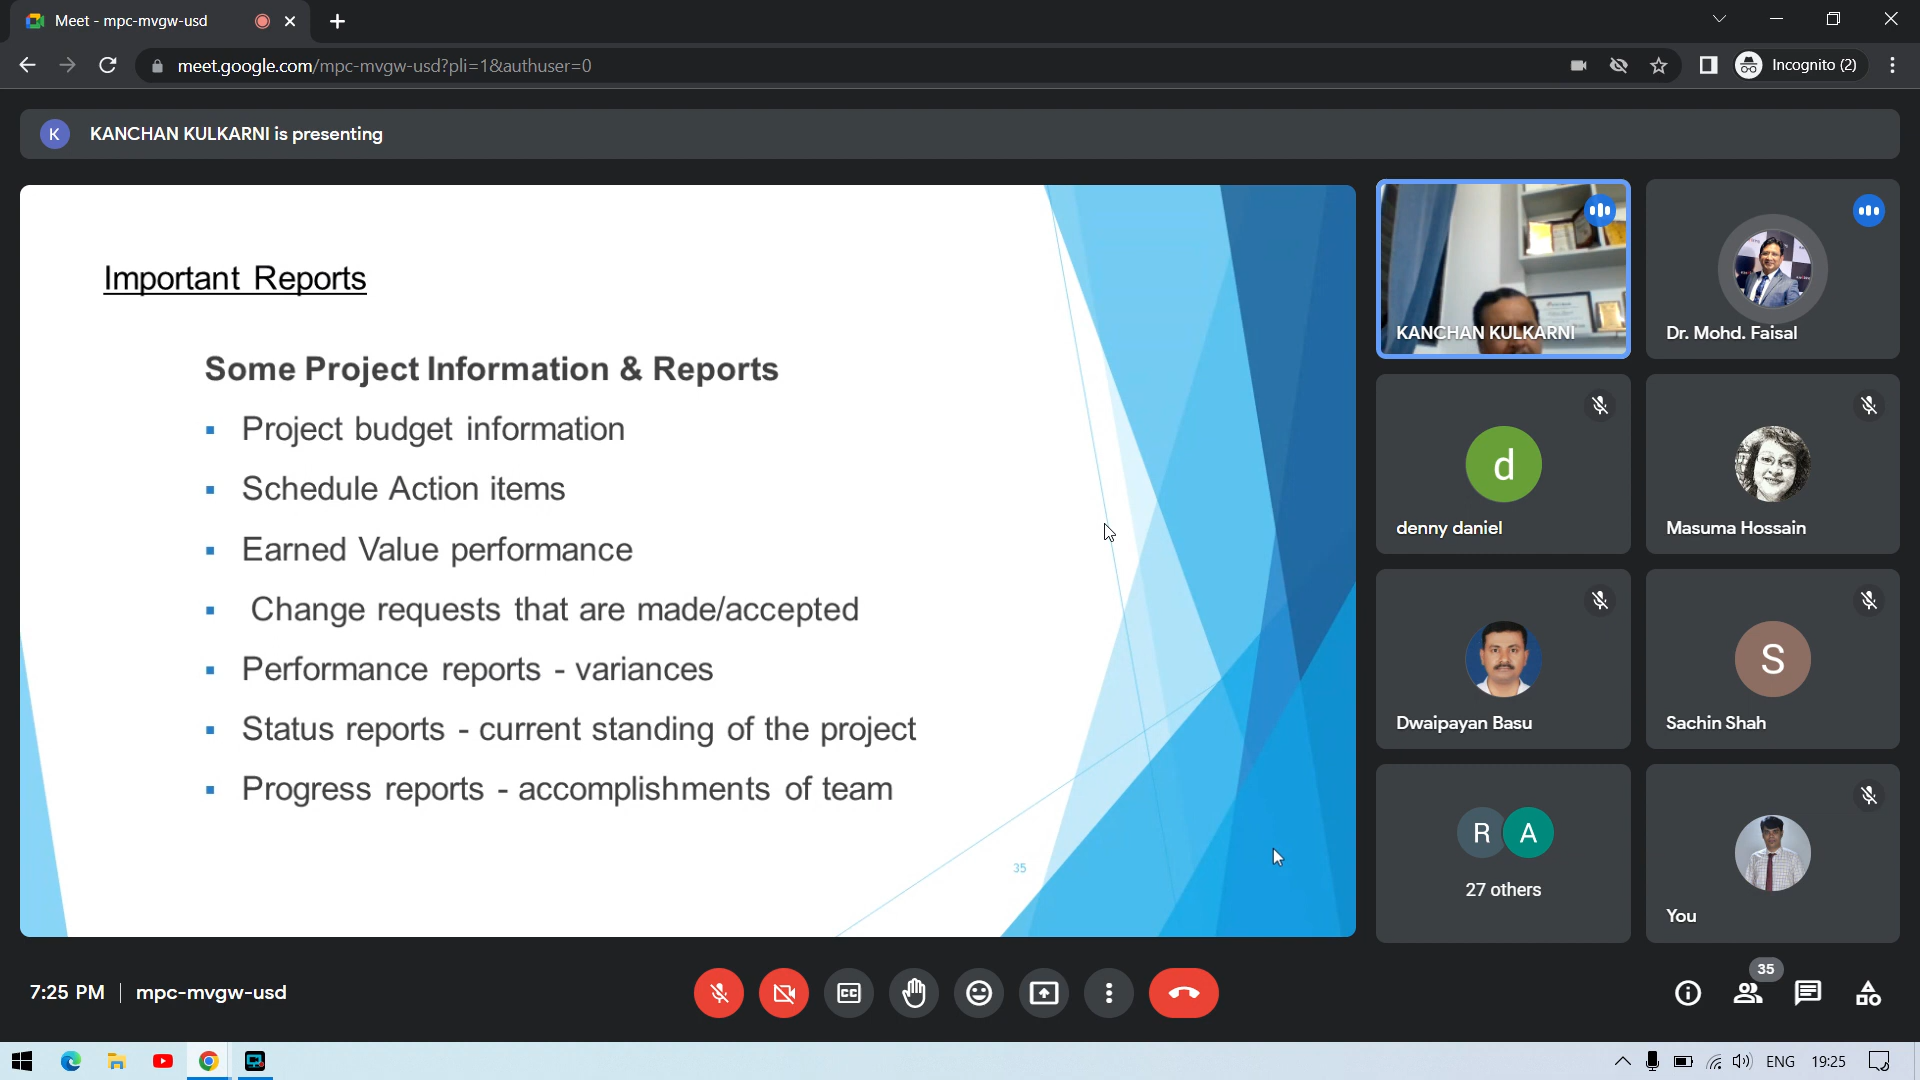 Meet - mpc-mvgw-usd
meet.google.com/mpc-mvgw-usd?pli=1&authuser=0
Incognito (2)
K
KANCHAN KULKARNI is presenting
Important Reports
Some Project Information & Reports
▪ Project budget information
▪ Schedule Action items
▪ Earned Value performance
▪ Change requests that are made/accepted
▪ Performance reports - variances
▪ Status reports - current standing of the project
▪ Progress reports - accomplishments of team
35
KANCHAN KULKARNI
Dr. Mohd. Faisal
d
denny daniel
Masuma Hossain
Dwaipayan Basu
S
Sachin Shah
R A
27 others
You
7:25 PM | mpc-mvgw-usd
CC
35
ENG 19:25